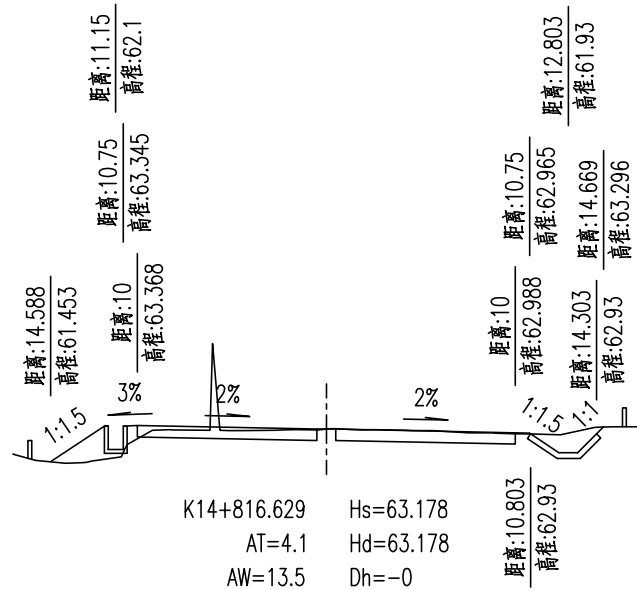 距离:11.15
高程:62.1
距离:12.803
高程:61.93
距离:10.75
高程:63.345
距离:10.75
高程:62.965
距离:14.669
高程:63.296
距离:14.588
高程:61.453
距离:10
高程:63.368
距离:10
高程:62.988
距离:14.303
高程:62.93
1:1.5
3%
2%
2%
1:1.5
1:1
距离:10.803
高程:62.93
K14+816.629
Hs=63.178
AT=4.1
Hd=63.178
AW=13.5
Dh=-0